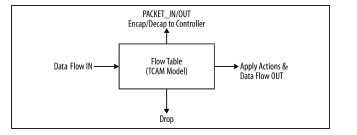 PACKET_IN/OUT
Encap/Decap to Controller
Data Flow IN
Flow Table
(TCAM Model)
Apply Actions &
Data Flow OUT
Drop